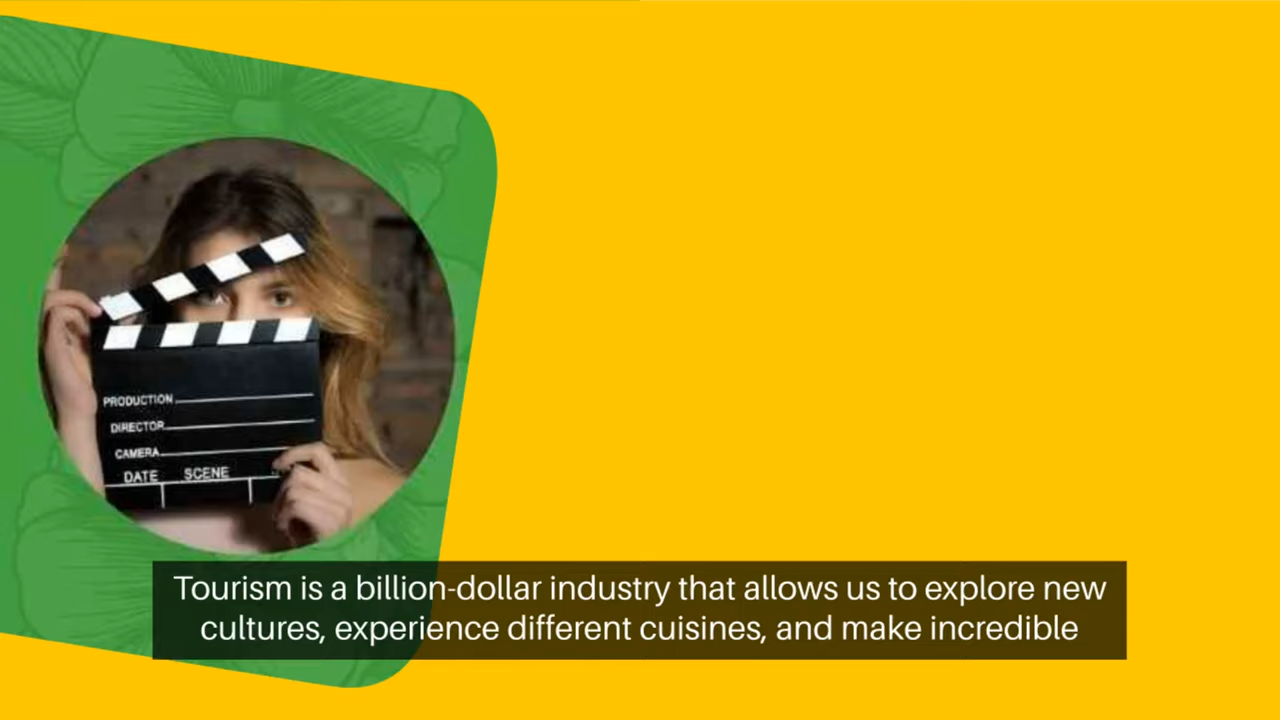 PRODUCTION
DIRECTOR
CAMERA
DATE SCENE
Tourism is a billion-dollar industry that allows us to explore new
cultures, experience different cuisines, and make incredible